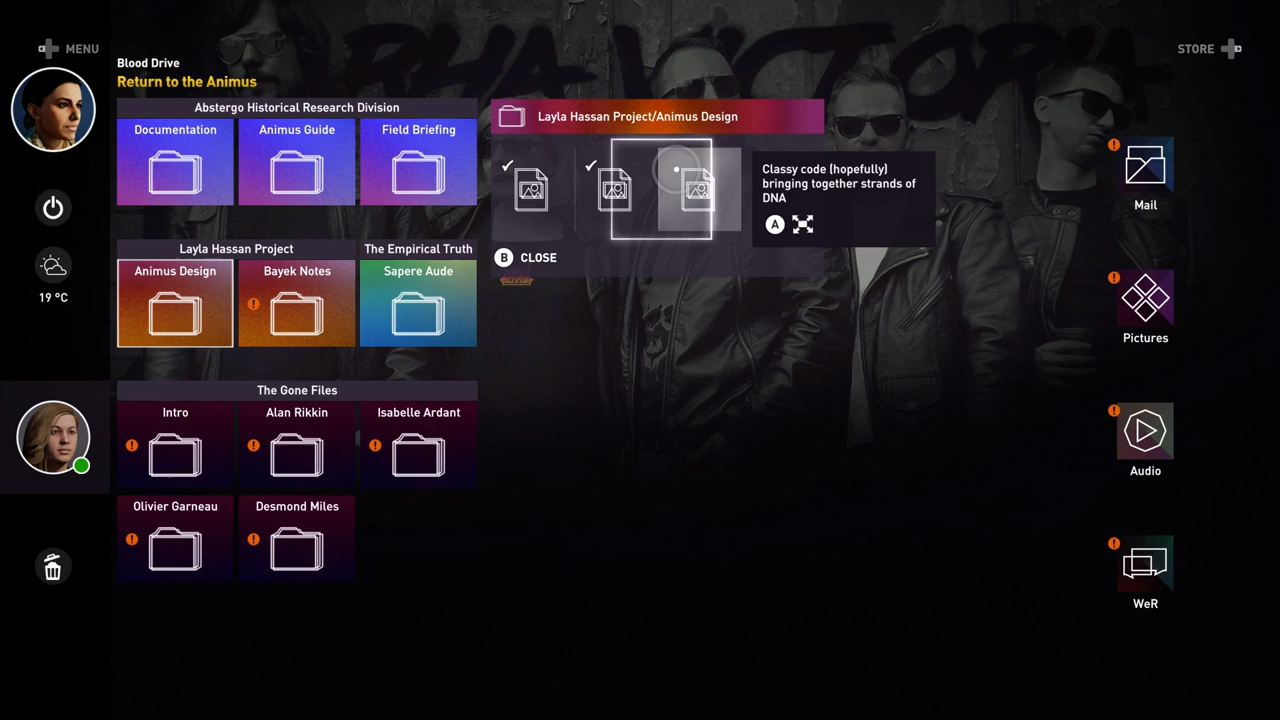 MENU
STORE
Blood Drive
Return to the Animus
Abstergo Historical Research Division
Documentation
Animus Guide
Field Briefing
Layla Hassan Project/Animus Design
Classy code (hopefully)
bringing together strands of
DNA
A
B CLOSE
Layla Hassan Project
The Empirical Truth
Animus Design
Bayek Notes
Sapere Aude
19 °C
The Gone Files
Intro
Alan Rikkin
Isabelle Ardant
Olivier Garneau
Desmond Miles
Mail
Pictures
Audio
WeR